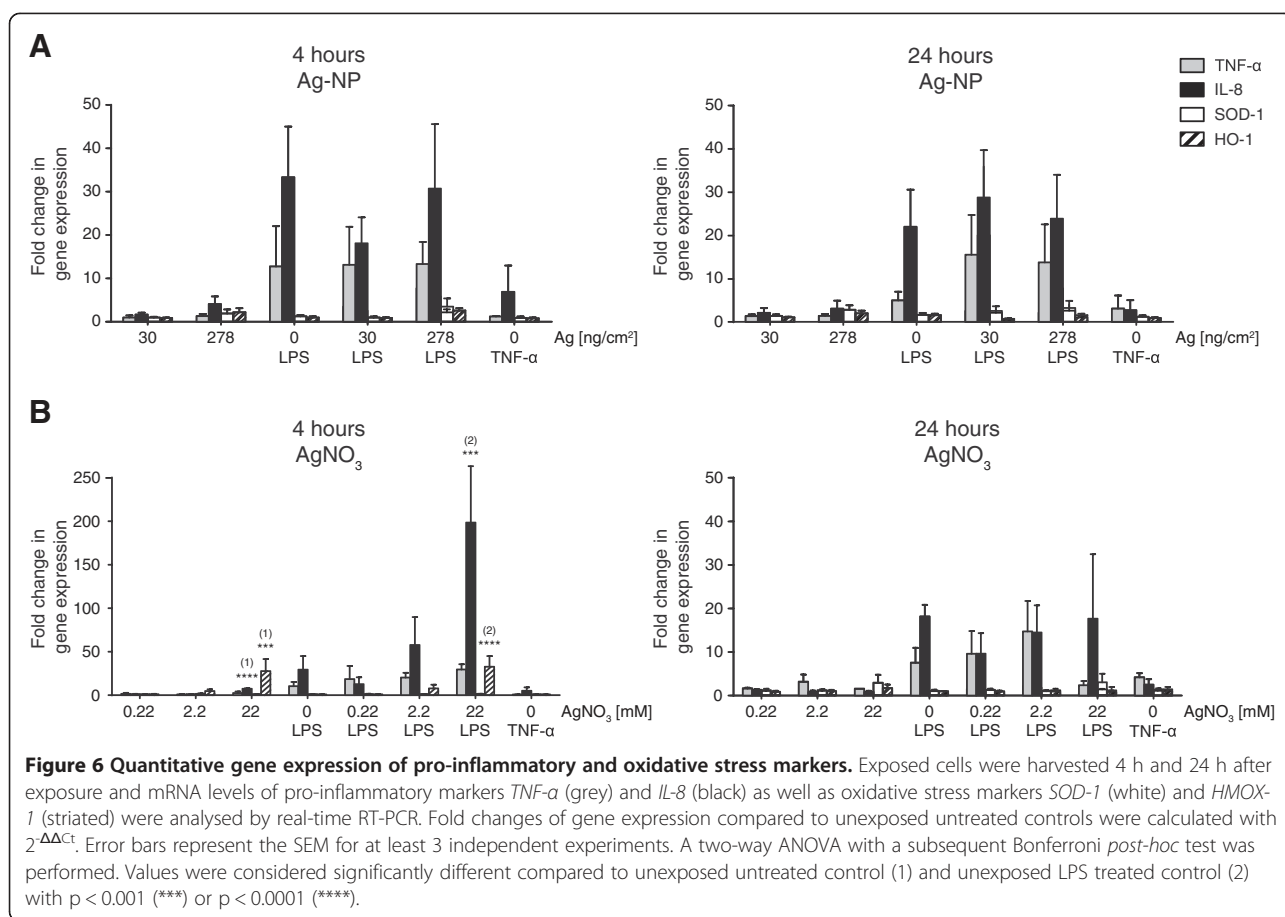 A
4 hours
Ag-NP
Fold change in
gene expression
50
40
30
20
10
0
30
278
0
LPS
30
LPS
278
LPS
0
TNF-α
Ag [ng/cm²]
24 hours
Ag-NP
Fold change in
gene expression
50
40
30
20
10
0
30
278
0
LPS
30
LPS
278
LPS
0
TNF-α
Ag [ng/cm²]
TNF-α
IL-8
SOD-1
HO-1
B
4 hours
AgNO₃
Fold change in
gene expression
250
200
150
100
50
0
(1)
****
(1)
***
(2)
***
(2)
****
0.22
2.2
22
0
LPS
0.22
LPS
2.2
LPS
22
LPS
0
TNF-α
AgNO₃ [mM]
24 hours
AgNO₃
Fold change in
gene expression
50
40
30
20
10
0
0.22
2.2
22
0
LPS
0.22
LPS
2.2
LPS
22
LPS
0
TNF-α
AgNO₃ [mM]
Figure 6 Quantitative gene expression of pro-inflammatory and oxidative stress markers. Exposed cells were harvested 4 h and 24 h after
exposure and mRNA levels of pro-inflammatory markers TNF-α (grey) and IL-8 (black) as well as oxidative stress markers SOD-1 (white) and HMOX-
1 (striated) were analysed by real-time RT-PCR. Fold changes of gene expression compared to unexposed untreated controls were calculated with
2^-ΔΔCt. Error bars represent the SEM for at least 3 independent experiments. A two-way ANOVA with a subsequent Bonferroni post-hoc test was
performed. Values were considered significantly different compared to unexposed untreated control (1) and unexposed LPS treated control (2)
with p < 0.001 (***) or p < 0.0001 (****).